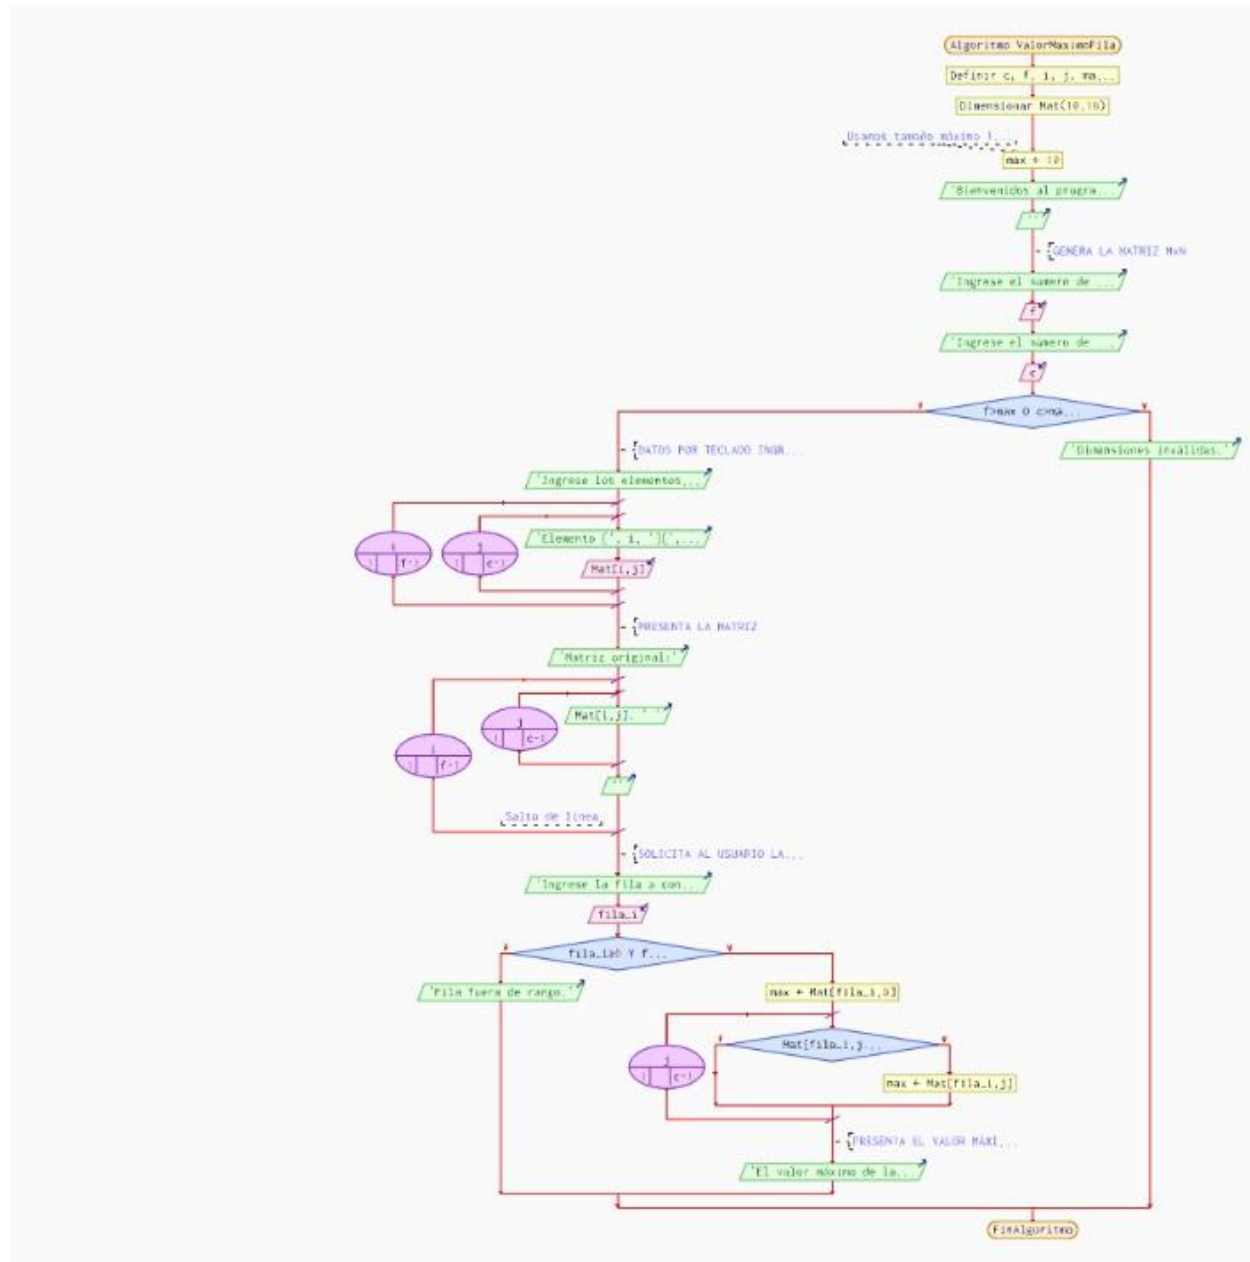 Algoritmo ValorMaximoFila
Definir c, f, i, j, ma...
Dimensionar Mat(10,10)
Usamos tamaño máximo 1...
max ← 10
'Bienvenidos al progra...
''
GENERA LA MATRIZ MxN
'Ingrese el número de ...
f
'Ingrese el número de ...
c
F
f>max O c>ma...
V
DATOS POR TECLADO INGR...
'Dimensiones inválidas.'
'Ingrese los elementos...
'Elemento [', i, '][',...
i
f-1
j
c-1
Mat[i,j]
PRESENTA LA MATRIZ
'Matriz original:'
Mat[i,j], ' '
j
c-1
i
f-1
''
Salto de línea
SOLICITA AL USUARIO LA...
'Ingrese la fila a con...
fila_i
F
fila_i≥0 Y f...
V
'Fila fuera de rango.'
max ← Mat[fila_i,0]
F
Mat[fila_i,j...
V
j
c-1
max ← Mat[fila_i,j]
PRESENTA EL VALOR MÁXI...
'El valor máximo de la...
FinAlgoritmo